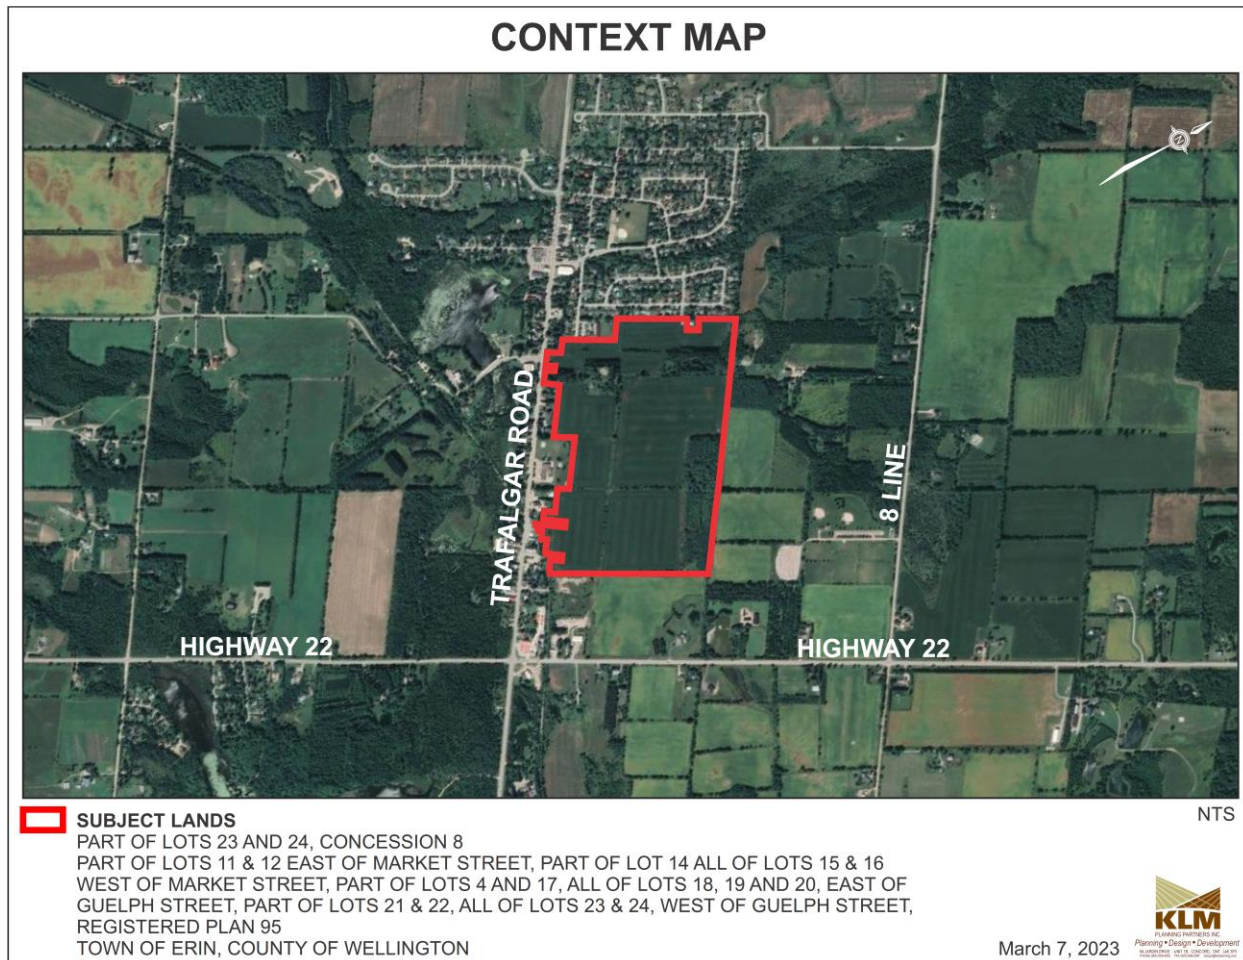 CONTEXT MAP
TRAFALGAR ROAD
8 LINE
HIGHWAY 22
HIGHWAY 22
SUBJECT LANDS
NTS
PART OF LOTS 23 AND 24, CONCESSION 8
PART OF LOTS 11 & 12 EAST OF MARKET STREET, PART OF LOT 14 ALL OF LOTS 15 & 16
WEST OF MARKET STREET, PART OF LOTS 4 AND 17, ALL OF LOTS 18, 19 AND 20, EAST OF
GUELPH STREET, PART OF LOTS 21 & 22, ALL OF LOTS 23 & 24, WEST OF GUELPH STREET,
REGISTERED PLAN 95
TOWN OF ERIN, COUNTY OF WELLINGTON
March 7, 2023
KLM
PLANNING PARTNERS INC.
Planning • Design • Development